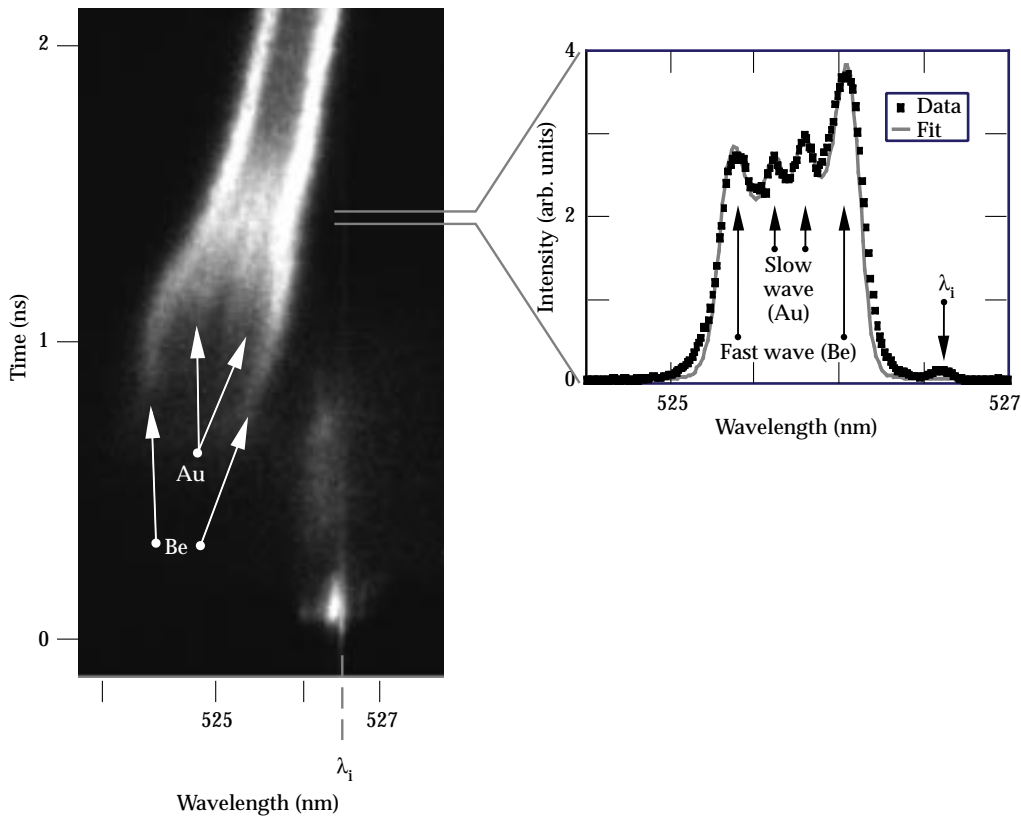 2
1
0
Time (ns)
Au
Be
525
527
λi
Wavelength (nm)
4
2
0
Intensity (arb. units)
Data
Fit
Slow
wave
(Au)
Fast wave (Be)
λi
525
527
Wavelength (nm)